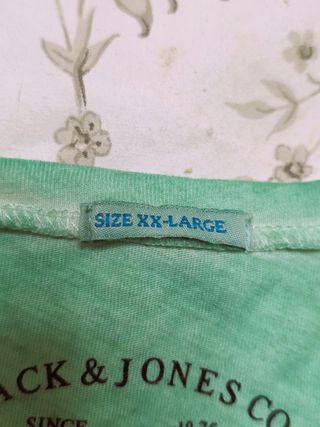 SIZE XX-LARGE
ACK & JONES CO
SINCE